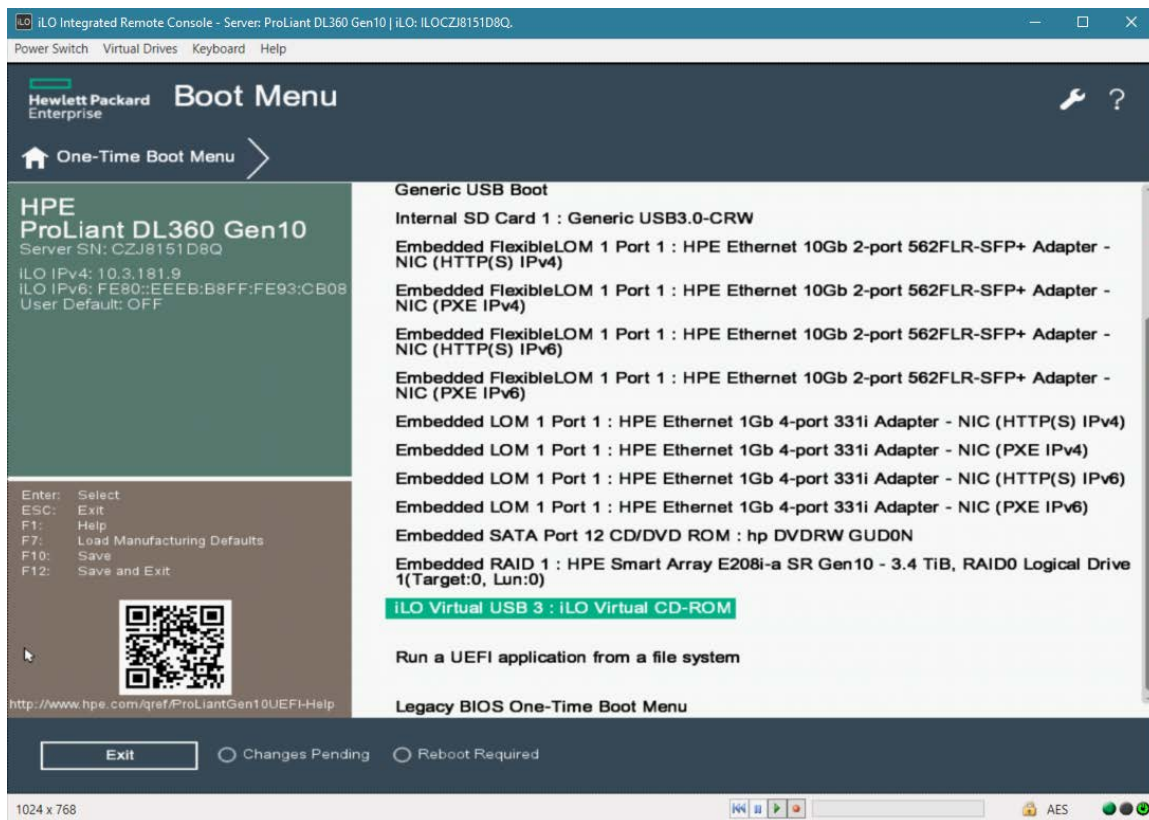 iLO Integrated Remote Console - Server: ProLiant DL360 Gen10 | iLO: ILOCZJ8151D8Q.
Power Switch Virtual Drives Keyboard Help
Hewlett Packard
Enterprise
Boot Menu
?
One-Time Boot Menu
HPE
ProLiant DL360 Gen10
Server SN: CZJ8151D8Q
iLO IPv4: 10.3.181.9
iLO IPv6: FE80::EEEB:B8FF:FE93:CB08
User Default: OFF
Enter: Select
ESC: Exit
F1: Help
F7: Load Manufacturing Defaults
F10: Save
F12: Save and Exit
http://www.hpe.com/qref/ProLiantGen10UEFI-Help
Generic USB Boot
Internal SD Card 1 : Generic USB3.0-CRW
Embedded FlexibleLOM 1 Port 1 : HPE Ethernet 10Gb 2-port 562FLR-SFP+ Adapter -
NIC (HTTP(S) IPv4)
Embedded FlexibleLOM 1 Port 1 : HPE Ethernet 10Gb 2-port 562FLR-SFP+ Adapter -
NIC (PXE IPv4)
Embedded FlexibleLOM 1 Port 1 : HPE Ethernet 10Gb 2-port 562FLR-SFP+ Adapter -
NIC (HTTP(S) IPv6)
Embedded FlexibleLOM 1 Port 1 : HPE Ethernet 10Gb 2-port 562FLR-SFP+ Adapter -
NIC (PXE IPv6)
Embedded LOM 1 Port 1 : HPE Ethernet 1Gb 4-port 331i Adapter - NIC (HTTP(S) IPv4)
Embedded LOM 1 Port 1 : HPE Ethernet 1Gb 4-port 331i Adapter - NIC (PXE IPv4)
Embedded LOM 1 Port 1 : HPE Ethernet 1Gb 4-port 331i Adapter - NIC (HTTP(S) IPv6)
Embedded LOM 1 Port 1 : HPE Ethernet 1Gb 4-port 331i Adapter - NIC (PXE IPv6)
Embedded SATA Port 12 CD/DVD ROM : hp DVDRW GUD0N
Embedded RAID 1 : HPE Smart Array E208i-a SR Gen10 - 3.4 TiB, RAID0 Logical Drive
1(Target:0, Lun:0)
iLO Virtual USB 3 : iLO Virtual CD-ROM
Run a UEFI application from a file system
Legacy BIOS One-Time Boot Menu
Exit
Changes Pending
Reboot Required
1024 x 768
AES